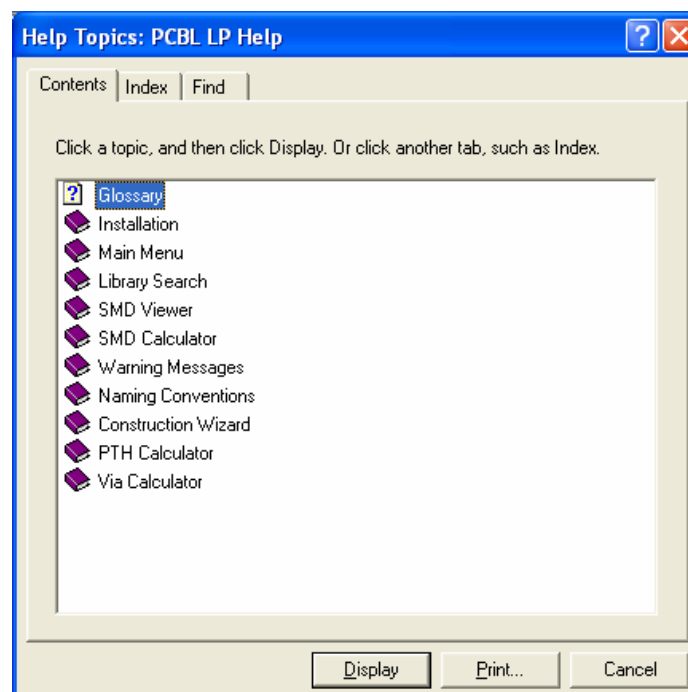 Help Topics: PCBL LP Help
Contents Index Find
Click a topic, and then click Display. Or click another tab, such as Index.
Glossary
Installation
Main Menu
Library Search
SMD Viewer
SMD Calculator
Warning Messages
Naming Conventions
Construction Wizard
PTH Calculator
Via Calculator
Display Print... Cancel